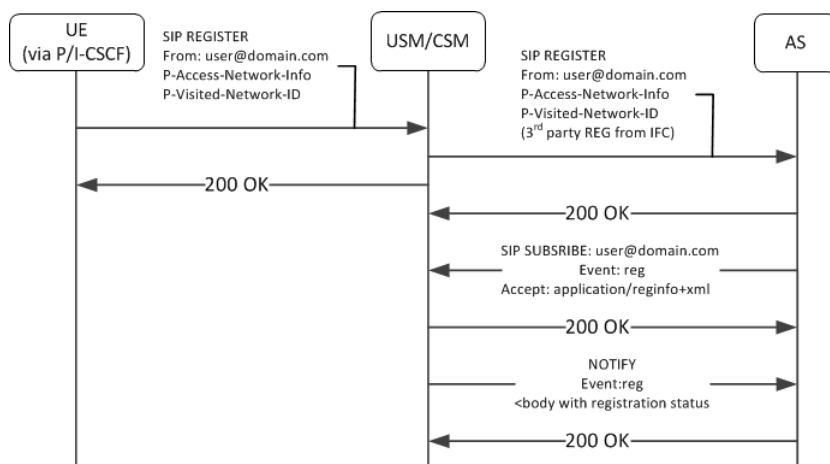 UE
(via P/I-CSCF)
USM/CSM
AS
SIP REGISTER
From: user@domain.com
P-Access-Network-Info
P-Visited-Network-ID
SIP REGISTER
From: user@domain.com
P-Access-Network-Info
P-Visited-Network-ID
(3rd party REG from IFC)
200 OK
200 OK
SIP SUBSRIBE: user@domain.com
Event: reg
Accept: application/reginfo+xml
200 OK
NOTIFY
Event:reg
<body with registration status
200 OK